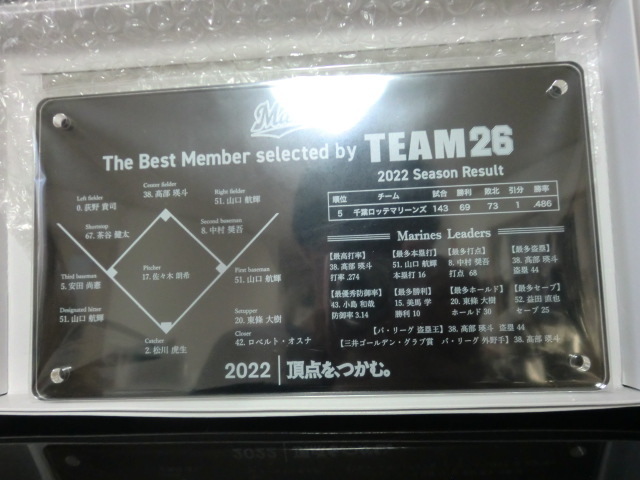 The Best Member selected by TEAM26
2022 Season Result
順位 チーム 試合 勝利 敗北 引分 勝率
5 千葉ロッテマリーンズ 143 69 73 1 .486
Marines Leaders
【最高打率】
38. 髙部 瑛斗
打率 .274
【最多本塁打】
51. 山口 航輝
本塁打 16
【最多打点】
8. 中村 奨吾
打点 68
【最多盗塁】
38. 髙部 瑛斗
盗塁 44
【最優秀防御率】
43. 小島 和哉
防御率 3.14
【最多勝利】
15. 美馬 学
勝利 10
【最多ホールド】
20. 東條 大樹
ホールド 30
【最多セーブ】
52. 益田 直也
セーブ 25
【パ・リーグ 盗塁王】 38. 髙部 瑛斗 盗塁 44
【三井ゴールデン・グラブ賞 パ・リーグ 外野手】 38. 髙部 瑛斗
Left fielder
0. 荻野 貴司
Center fielder
38. 髙部 瑛斗
Right fielder
51. 山口 航輝
Shortstop
67. 茶谷 健太
Second baseman
8. 中村 奨吾
Third baseman
5. 安田 尚憲
Pitcher
17. 佐々木 朗希
First baseman
51. 山口 航輝
Designated hitter
51. 山口 航輝
Setupper
20. 東條 大樹
Closer
42. ロベルト・オスナ
Catcher
2. 松川 虎生
2022 頂点を、つかむ。